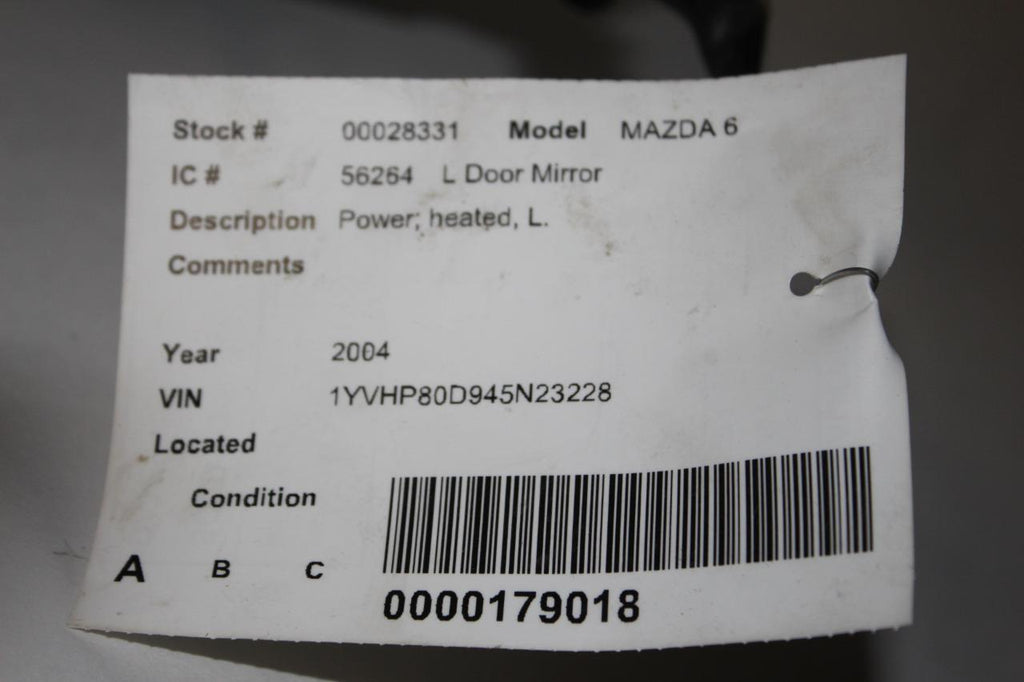 Stock # 00028331 Model MAZDA 6
IC # 56264 L Door Mirror
Description Power; heated, L.
Comments
Year 2004
VIN 1YVHP80D945N23228
Located
Condition
A B C
0000179018